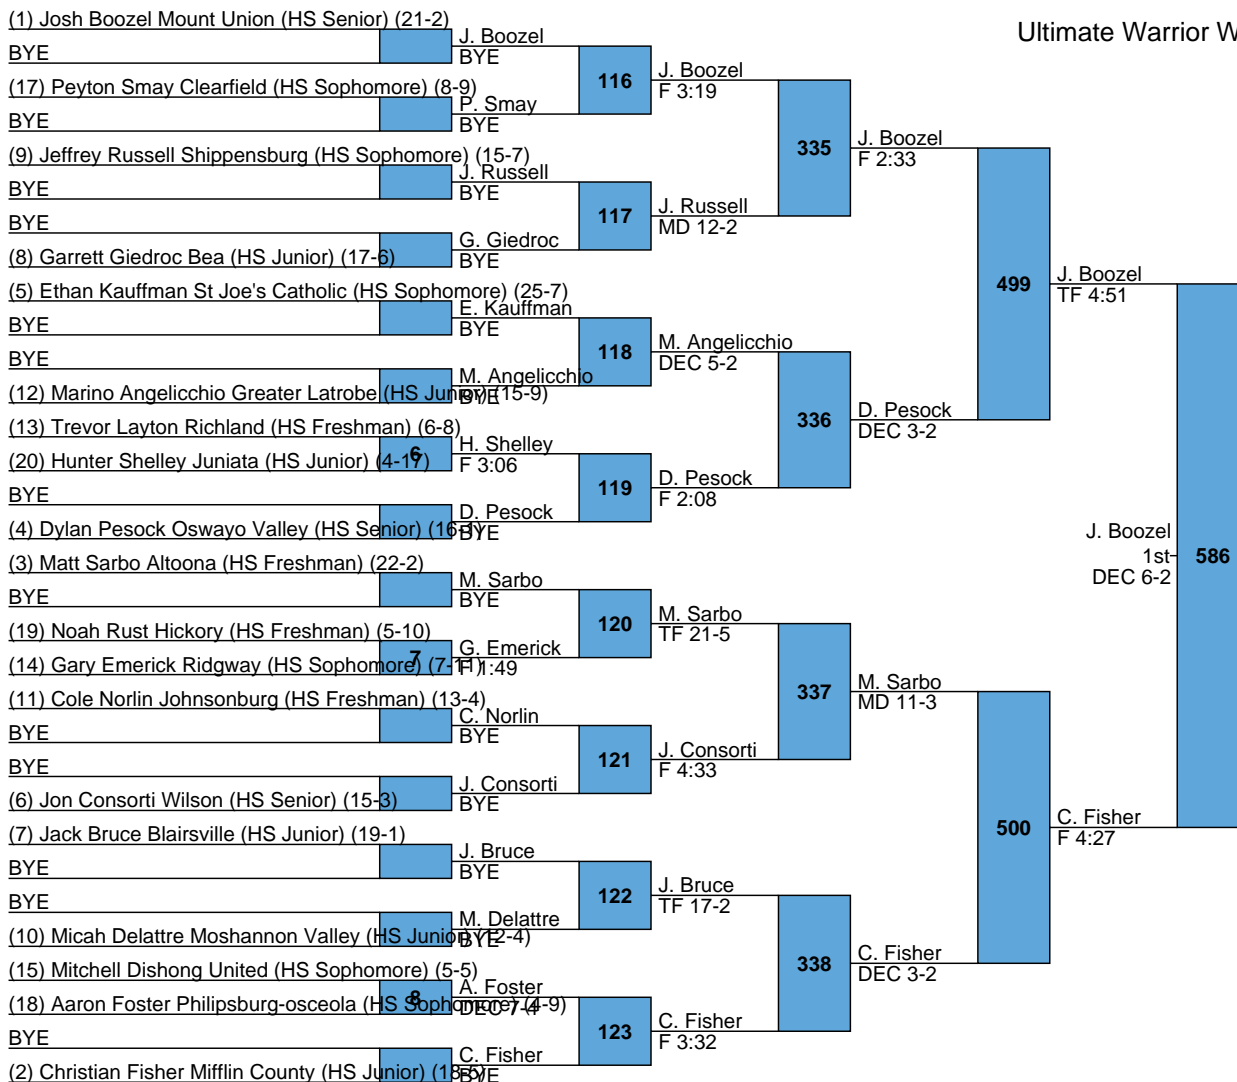 Ultimate Warrior W
(1) Josh Boozel Mount Union (HS Senior) (21-2)
BYE
J. Boozel
BYE
(17) Peyton Smay Clearfield (HS Sophomore) (8-9)
BYE
P. Smay
BYE
116
J. Boozel
F 3:19
(9) Jeffrey Russell Shippensburg (HS Sophomore) (15-7)
BYE
J. Russell
BYE
BYE
(8) Garrett Giedroc Bea (HS Junior) (17-6)
G. Giedroc
BYE
117
J. Russell
MD 12-2
335
J. Boozel
F 2:33
(5) Ethan Kauffman St Joe's Catholic (HS Sophomore) (25-7)
BYE
E. Kauffman
BYE
BYE
(12) Marino Angelicchio Greater Latrobe (HS Junior) (15-9)
M. Angelicchio
BYE
118
M. Angelicchio
DEC 5-2
(13) Trevor Layton Richland (HS Freshman) (6-8)
(20) Hunter Shelley Juniata (HS Junior) (4-17)
6
H. Shelley
F 3:06
BYE
(4) Dylan Pesock Oswayo Valley (HS Senior) (16-1)
D. Pesock
BYE
119
D. Pesock
F 2:08
336
D. Pesock
DEC 3-2
499
J. Boozel
TF 4:51
(3) Matt Sarbo Altoona (HS Freshman) (22-2)
BYE
M. Sarbo
BYE
(19) Noah Rust Hickory (HS Freshman) (5-10)
(14) Gary Emerick Ridgway (HS Sophomore) (7-11)
7
G. Emerick
F 1:49
120
M. Sarbo
TF 21-5
(11) Cole Norlin Johnsonburg (HS Freshman) (13-4)
BYE
C. Norlin
BYE
BYE
(6) Jon Consorti Wilson (HS Senior) (15-3)
J. Consorti
BYE
121
J. Consorti
F 4:33
337
M. Sarbo
MD 11-3
(7) Jack Bruce Blairsville (HS Junior) (19-1)
BYE
J. Bruce
BYE
BYE
(10) Micah Delattre Moshannon Valley (HS Junior) (12-4)
M. Delattre
BYE
122
J. Bruce
TF 17-2
(15) Mitchell Dishong United (HS Sophomore) (5-5)
(18) Aaron Foster Philipsburg-osceola (HS Sophomore) (4-9)
8
A. Foster
DEC 7-4
BYE
(2) Christian Fisher Mifflin County (HS Junior) (18-5)
C. Fisher
BYE
123
C. Fisher
F 3:32
338
C. Fisher
DEC 3-2
500
C. Fisher
F 4:27
586
J. Boozel
1st
DEC 6-2